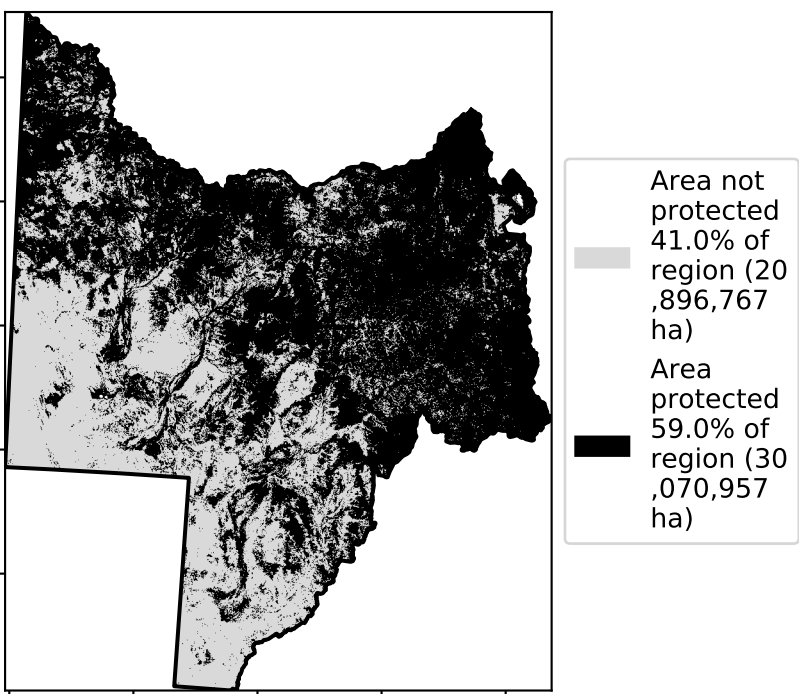 Area not
protected
41.0% of
region (20
,896,767
ha)
Area
protected
59.0% of
region (30
,070,957
ha)